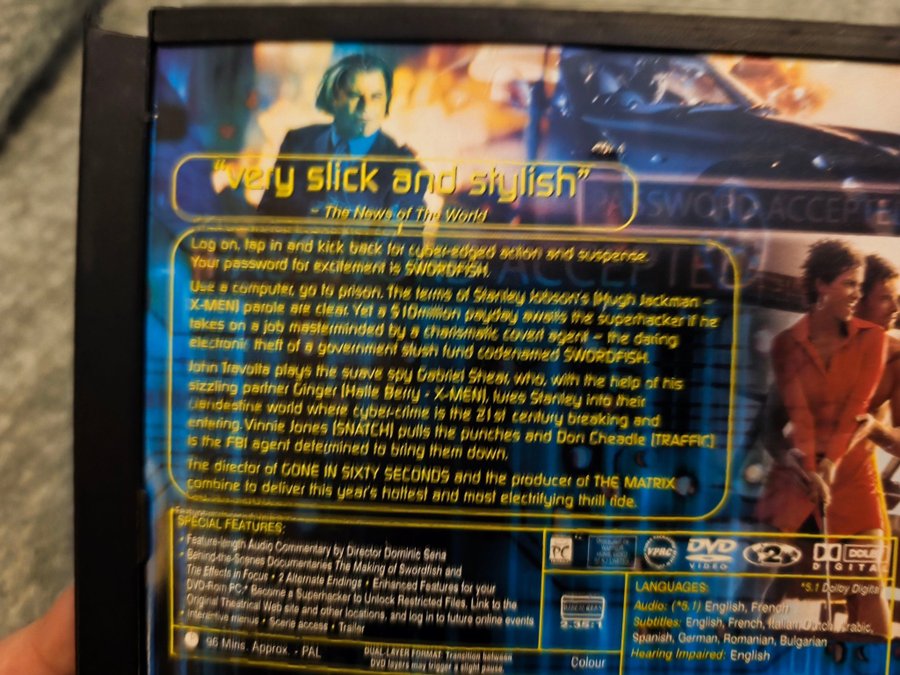 "very slick and stylish"
– The News of The World
PASSWORD ACCEPTED
ACCEPTED
Log on, tap in and kick back for cyber-edged action and suspense.
Your password for excitement is SWORDFISH.
Use a computer, go to prison. The terms of Stanley Jobson's (Hugh Jackman –
X-MEN) parole are clear. Yet a $10million payday awaits the superhacker if he
takes on a job masterminded by a charismatic covert agent – the daring
electronic theft of a government slush fund codenamed SWORDFISH.
John Travolta plays the suave spy Gabriel Shear, who, with the help of his
sizzling partner Ginger (Halle Berry - X-MEN), lures Stanley into their
clandestine world where cyber-crime is the 21st century breaking and
entering. Vinnie Jones (SNATCH) pulls the punches and Don Cheadle (TRAFFIC)
is the FBI agent determined to bring them down.
The director of GONE IN SIXTY SECONDS and the producer of THE MATRIX
combine to deliver this year's hottest and most electrifying thrill ride.
SPECIAL FEATURES:
• Feature-length Audio Commentary by Director Dominic Sena
• Behind-the-Scenes Documentaries The Making of Swordfish and
The Effects in Focus • 2 Alternate Endings • Enhanced Features for your
DVD-Rom PC • Become a Superhacker to Unlock Restricted Files, Link to the
Original Theatrical Web site and other locations, and log in to future online events
• Interactive menus • Scene access • Trailer
96 Mins. Approx. - PAL
DUAL-LAYER FORMAT. Transition between
DVD layers may trigger a slight pause.
PC
VPRC
DVD
VIDEO
2
DOLBY
DIGITAL
2.35:1
Colour
LANGUAGES:
*5.1 Dolby Digital
Audio: (*5.1) English, French
Subtitles: English, French, Italian, Dutch, Arabic,
Spanish, German, Romanian, Bulgarian
Hearing Impaired: English